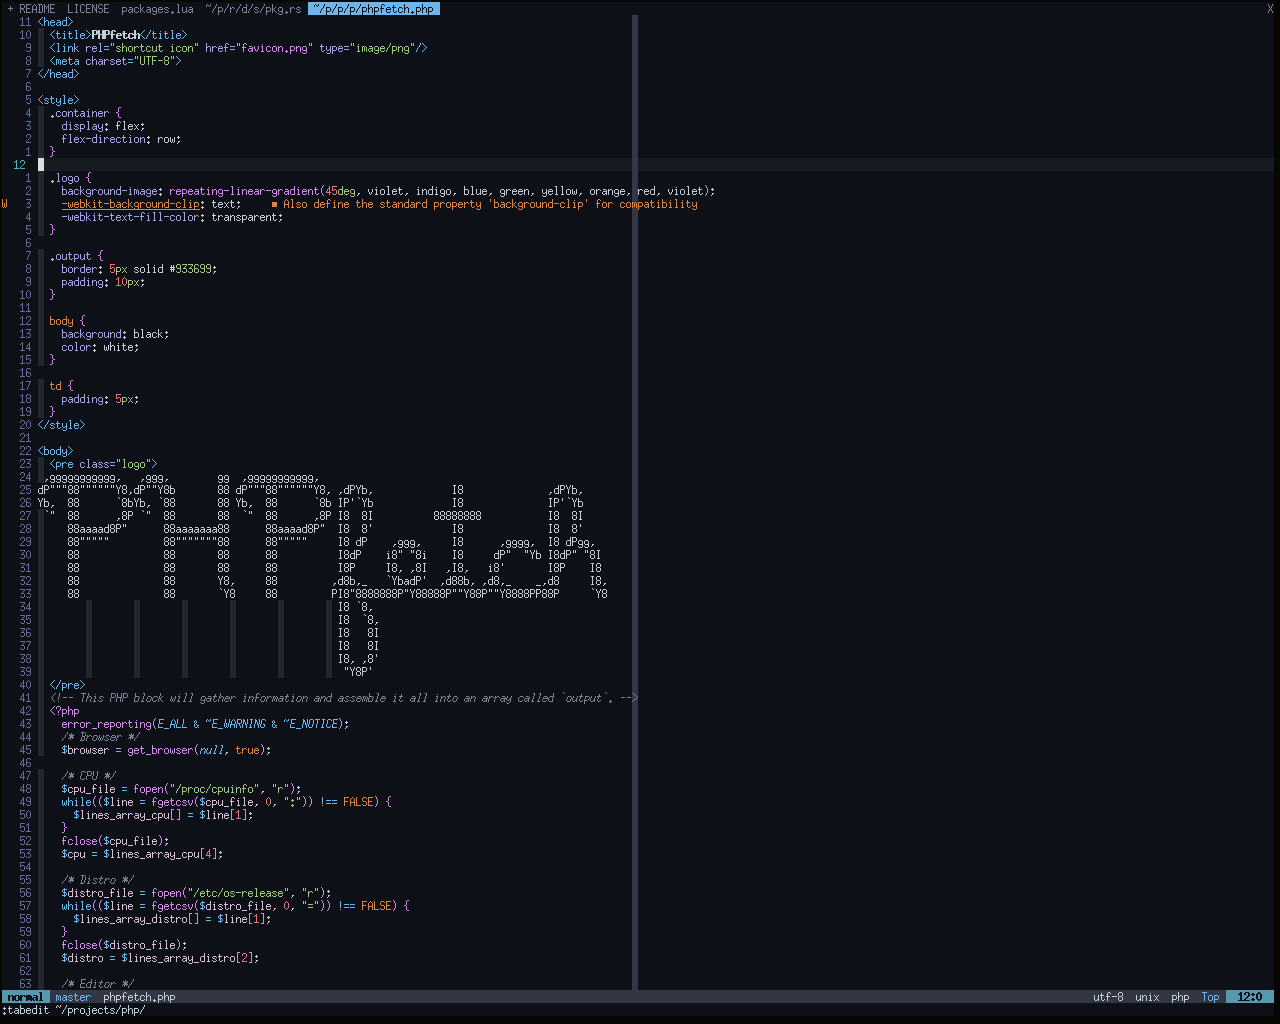 + README  LICENSE  packages.lua  ~/p/r/d/s/pkg.rs  ~/p/p/p/phpfetch.php  X
11 <head>
10   <title>PHPfetch</title>
9   <link rel="shortcut icon" href="favicon.png" type="image/png"/>
8   <meta charset="UTF-8">
7 </head>
6
5 <style>
4   .container {
3     display: flex;
2     flex-direction: row;
1   }
12
1   .logo {
2     background-image: repeating-linear-gradient(45deg, violet, indigo, blue, green, yellow, orange, red, violet);
W 3     -webkit-background-clip: text;     ■ Also define the standard property 'background-clip' for compatibility
4     -webkit-text-fill-color: transparent;
5   }
6
7   .output {
8     border: 5px solid #933699;
9     padding: 10px;
10   }
11
12   body {
13     background: black;
14     color: white;
15   }
16
17   td {
18     padding: 5px;
19   }
20 </style>
21
22 <body>
23   <pre class="logo">
24  ,ggggggggggg,   ,ggg,        gg  ,ggggggggggg,
25 dP"""88""""""Y8,dP""Y8b       88 dP"""88""""""Y8, ,dPYb,             I8              ,dPYb,
26 Yb,  88      `8bYb, `88       88 Yb,  88      `8b IP'`Yb             I8              IP'`Yb
27  `"  88      ,8P `"  88       88  `"  88      ,8P I8  8I          88888888           I8  8I
28      88aaaad8P"      88aaaaaaa88      88aaaad8P"  I8  8'             I8              I8  8'
29      88"""""         88"""""""88      88"""""     I8 dP    ,ggg,     I8      ,gggg,  I8 dPgg,
30      88              88       88      88          I8dP    i8" "8i    I8     dP"  "Yb I8dP" "8I
31      88              88       88      88          I8P     I8, ,8I   ,I8,   i8'       I8P    I8
32      88              88       Y8,     88         ,d8b,_   `YbadP'  ,d88b, ,d8,_    _,d8     I8,
33      88              88       `Y8     88         PI8"8888888P"Y88888P""Y88P""Y8888PP88P     `Y8
34                                                   I8 `8,
35                                                   I8  `8,
36                                                   I8   8I
37                                                   I8   8I
38                                                   I8, ,8'
39                                                    "Y8P'
40   </pre>
41   <!-- This PHP block will gather information and assemble it all into an array called `output`. -->
42   <?php
43     error_reporting(E_ALL & ~E_WARNING & ~E_NOTICE);
44     /* Browser */
45     $browser = get_browser(null, true);
46
47     /* CPU */
48     $cpu_file = fopen("/proc/cpuinfo", "r");
49     while(($line = fgetcsv($cpu_file, 0, ":")) !== FALSE) {
50       $lines_array_cpu[] = $line[1];
51     }
52     fclose($cpu_file);
53     $cpu = $lines_array_cpu[4];
54
55     /* Distro */
56     $distro_file = fopen("/etc/os-release", "r");
57     while(($line = fgetcsv($distro_file, 0, "=")) !== FALSE) {
58       $lines_array_distro[] = $line[1];
59     }
60     fclose($distro_file);
61     $distro = $lines_array_distro[2];
62
63     /* Editor */
normal  master  phpfetch.php  utf-8  unix  php  Top  12:0
:tabedit ~/projects/php/